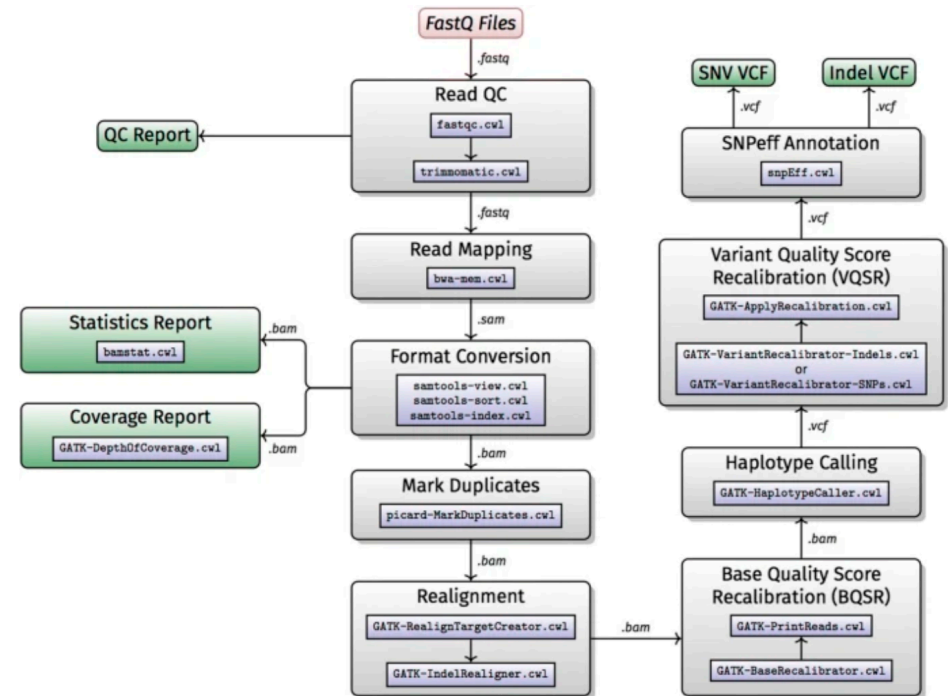 FastQ Files
.fastq
Read QC
fastqc.cwl
trimmomatic.cwl
QC Report
.fastq
Read Mapping
bwa-mem.cwl
.sam
Format Conversion
samtools-view.cwl
samtools-sort.cwl
samtools-index.cwl
.bam
Statistics Report
bamstat.cwl
.bam
Coverage Report
GATK-DepthOfCoverage.cwl
.bam
Mark Duplicates
picard-MarkDuplicates.cwl
.bam
Realignment
GATK-RealignTargetCreator.cwl
GATK-IndelRealigner.cwl
.bam
Base Quality Score
Recalibration (BQSR)
GATK-PrintReads.cwl
GATK-BaseRecalibrator.cwl
.bam
Haplotype Calling
GATK-HaplotypeCaller.cwl
.vcf
Variant Quality Score
Recalibration (VQSR)
GATK-ApplyRecalibration.cwl
GATK-VariantRecalibrator-Indels.cwl
or
GATK-VariantRecalibrator-SNPs.cwl
.vcf
SNPeff Annotation
snpEff.cwl
.vcf
.vcf
SNV VCF
Indel VCF